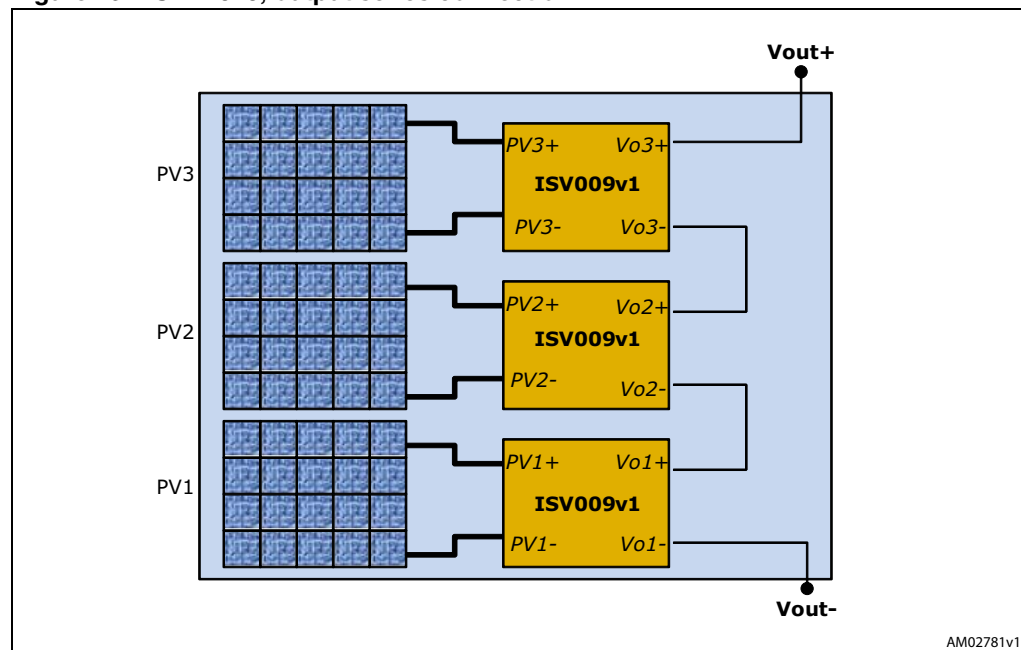 Vout+
PV3
PV3+ Vo3+
ISV009v1
PV3- Vo3-
PV2
PV2+ Vo2+
ISV009v1
PV2- Vo2-
PV1
PV1+ Vo1+
ISV009v1
PV1- Vo1-
Vout-
AM02781v1